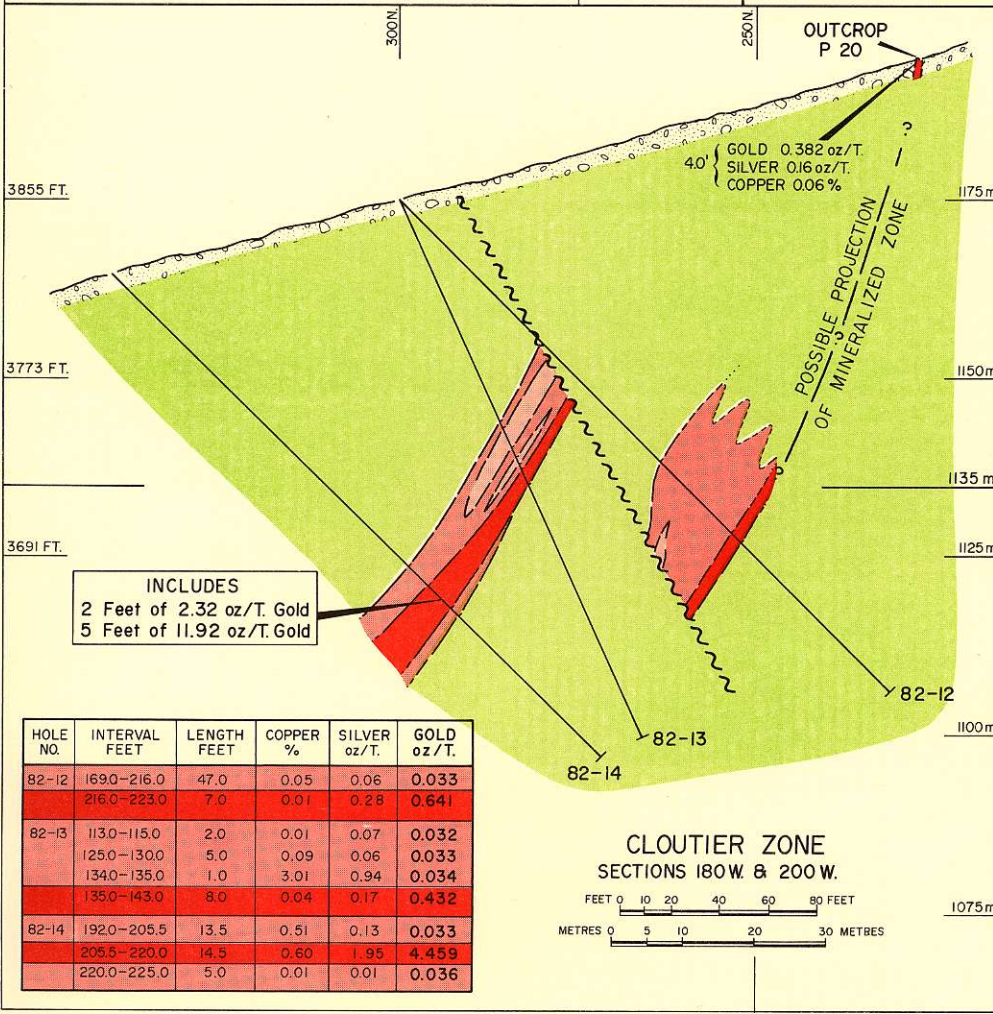 300N.
250N.
OUTCROP
P 20
4.0' { GOLD 0.382 oz/T.
SILVER 0.16 oz/T.
COPPER 0.06 %
?
3855 FT.
1175m
POSSIBLE PROJECTION
OF MINERALIZED ZONE
?
3773 FT.
1150m
?
1135m
3691 FT.
1125m
INCLUDES
2 Feet of 2.32 oz/T. Gold
5 Feet of 11.92 oz/T. Gold
82-12
82-13
82-14
1100m
HOLE NO. INTERVAL FEET LENGTH FEET COPPER % SILVER oz/T. GOLD oz/T.
82-12 169.0-216.0 47.0 0.05 0.06 0.033
216.0-223.0 7.0 0.01 0.28 0.641
82-13 113.0-115.0 2.0 0.01 0.07 0.032
125.0-130.0 5.0 0.09 0.06 0.033
134.0-135.0 1.0 3.01 0.94 0.034
135.0-143.0 8.0 0.04 0.17 0.432
82-14 192.0-205.5 13.5 0.51 0.13 0.033
205.5-220.0 14.5 0.60 1.95 4.459
220.0-225.0 5.0 0.01 0.01 0.036
CLOUTIER ZONE
SECTIONS 180W. & 200W.
FEET 0 10 20 40 60 80 FEET
METRES 0 5 10 20 30 METRES
1075m